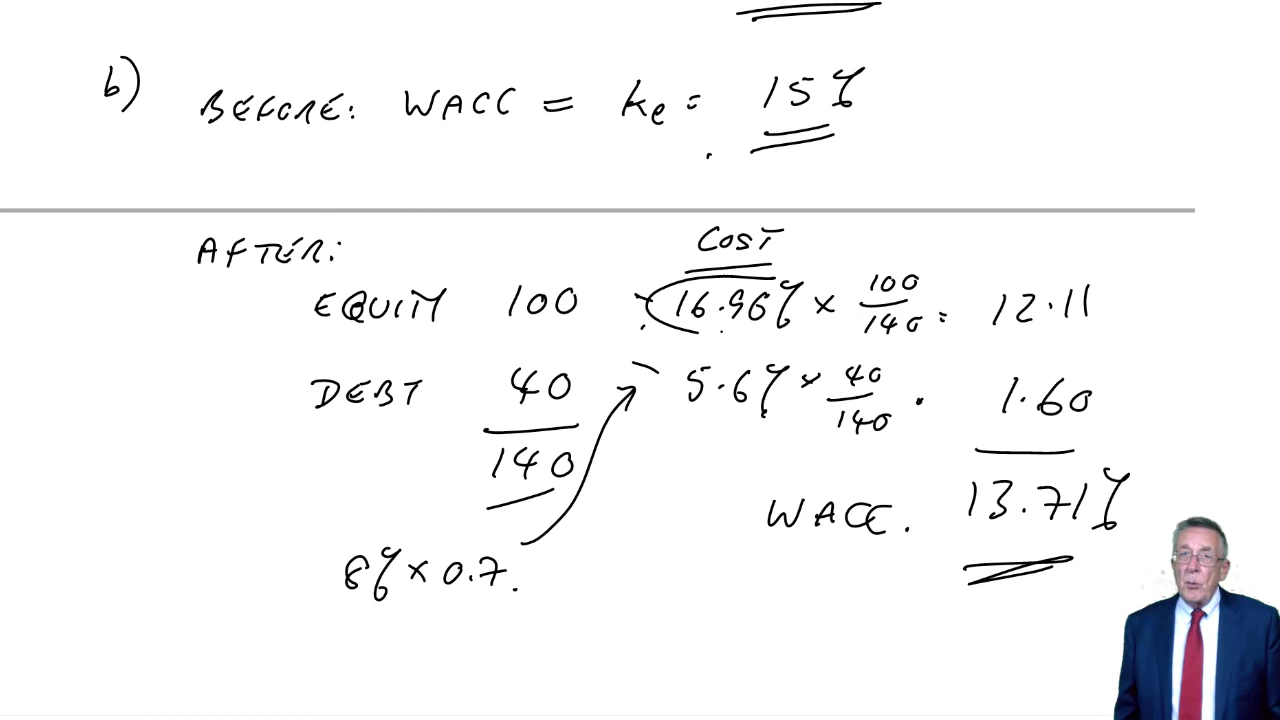 b) BEFORE: WACC = ke = 15%
AFTER:
COST
EQUITY 100 - 16.96% × 100/140 = 12.11
DEBT 40 - 5.6% × 40/140 . 1.60
140
WACC. 13.71%
8% × 0.7.